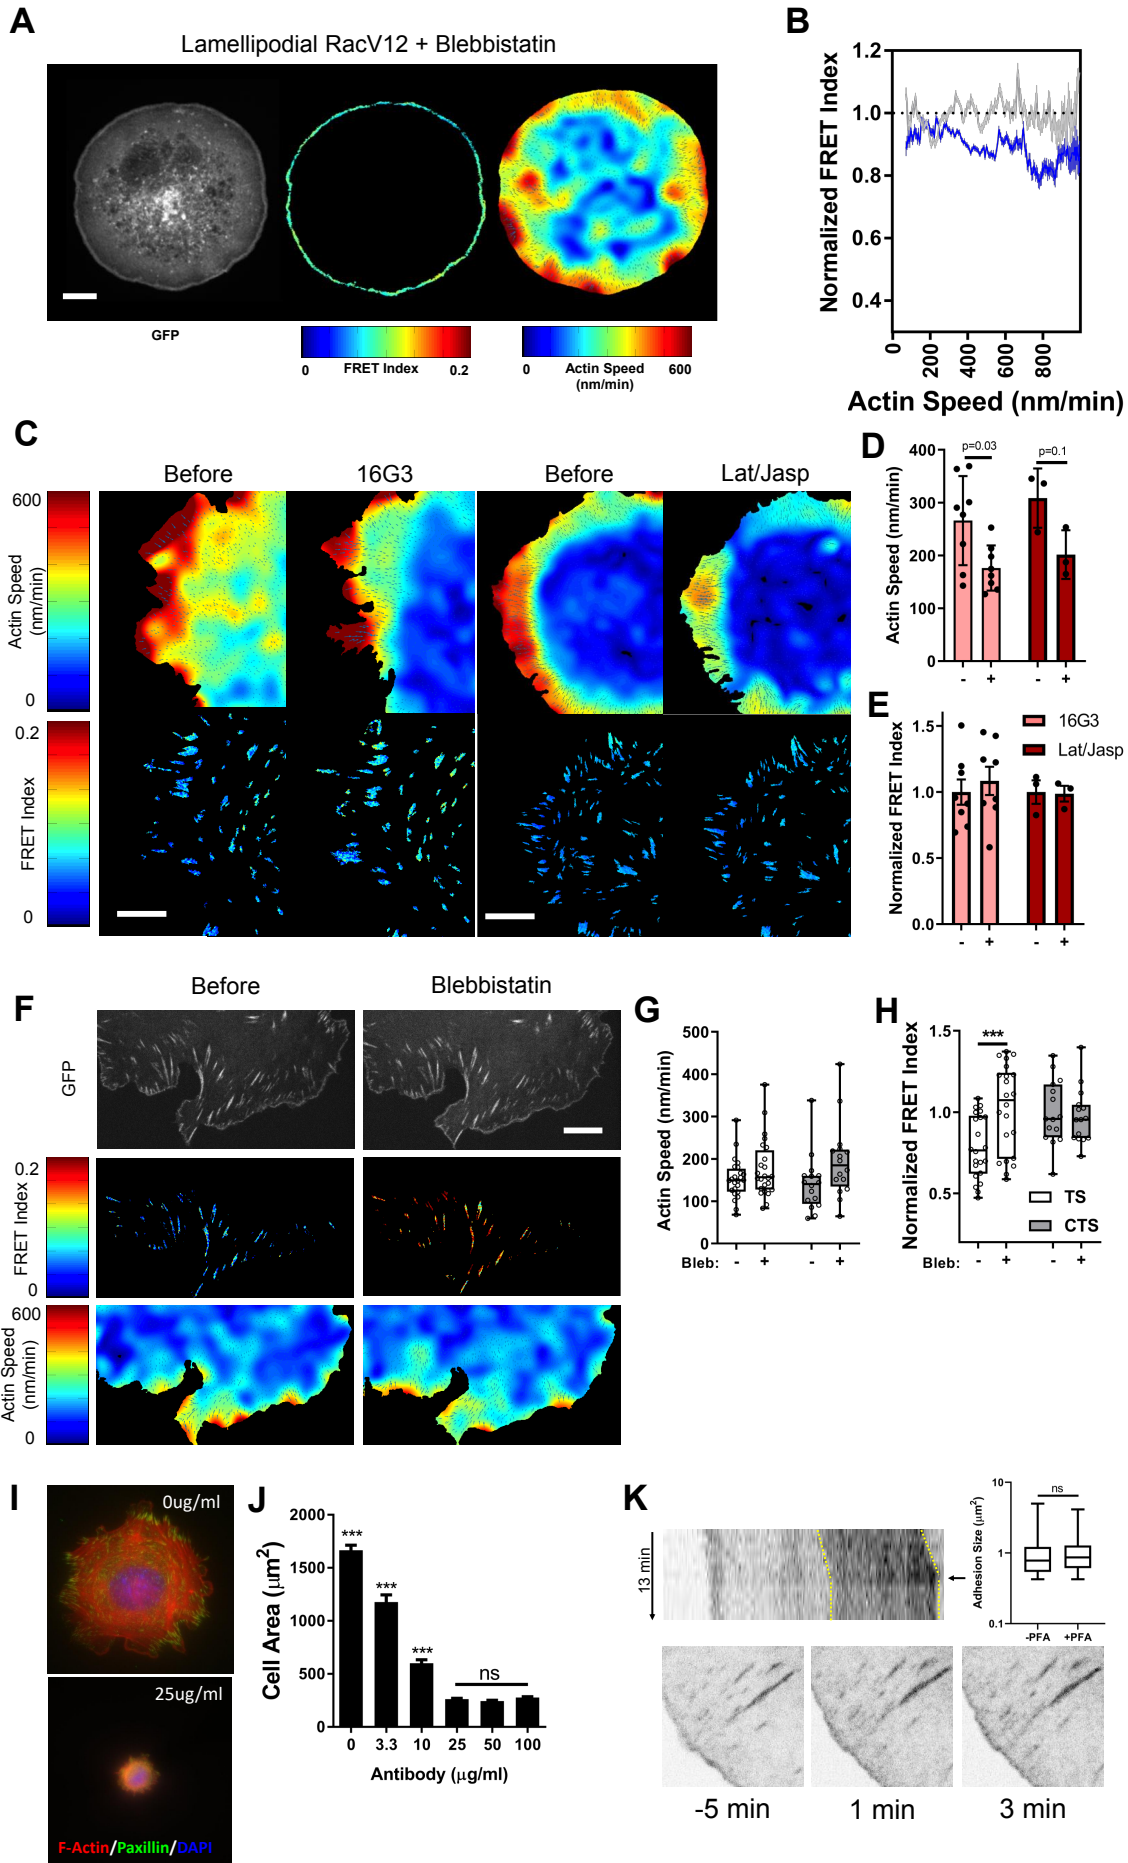 A
Lamellipodial RacV12 + Blebbistatin
GFP
0 FRET Index 0.2
0 Actin Speed 600
(nm/min)
B
Normalized FRET Index
1.2
1.0
0.8
0.6
0.4
0 200 400 600 800
Actin Speed (nm/min)
C
Before 16G3 Before Lat/Jasp
600
Actin Speed
(nm/min)
0
0.2
FRET Index
0
D
Actin Speed (nm/min)
400
300
200
100
0
p=0.03 p=0.1
- + - +
E
Normalized FRET Index
1.5
1.0
0.5
0.0
16G3
Lat/Jasp
- + - +
F
Before Blebbistatin
GFP
0.2
FRET Index
0
600
Actin Speed
(nm/min)
0
G
Actin Speed (nm/min)
500
400
300
200
100
0
Bleb: - + - +
H
Normalized FRET Index
1.5
1.0
0.5
***
TS
CTS
Bleb: - + - +
I
0ug/ml
25ug/ml
F-Actin/Paxillin/DAPI
J
Cell Area (μm²)
2000
1500
1000
500
0
***
***
***
ns
0 3.3 10 25 50 100
Antibody (μg/ml)
K
13 min
Adhesion Size (μm²)
10
1
0.1
ns
-PFA +PFA
-5 min 1 min 3 min